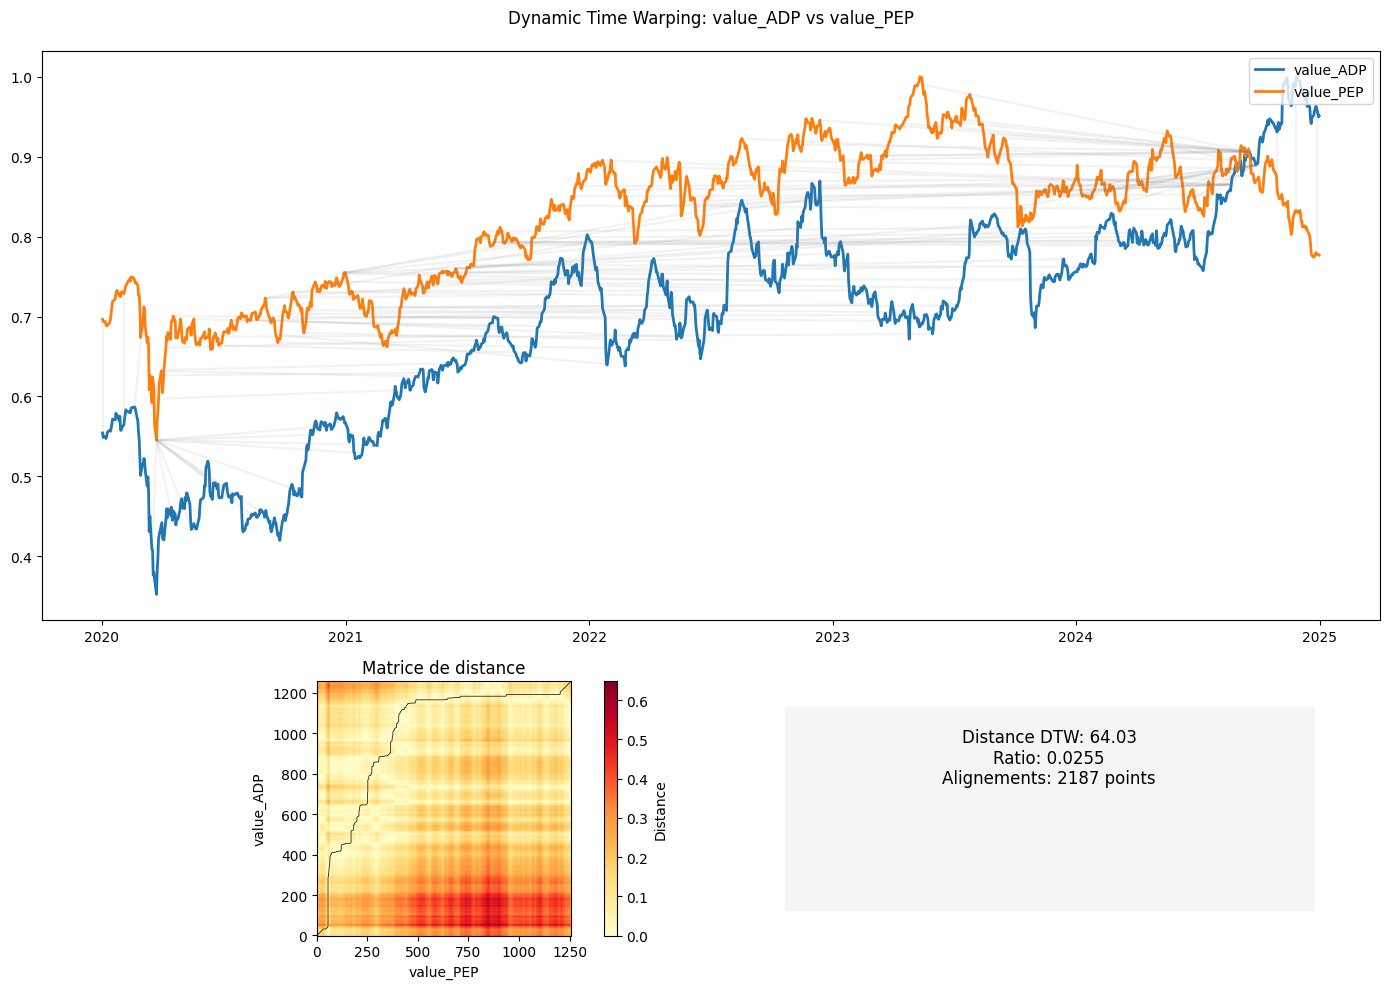 Dynamic Time Warping: value_ADP vs value_PEP
value_ADP
value_PEP
1.0
0.9
0.8
0.7
0.6
0.5
0.4
2020 2021 2022 2023 2024 2025
Matrice de distance
1200
1000
800
600
400
200
0
value_ADP
0 250 500 750 1000 1250
value_PEP
0.6
0.5
0.4
0.3
0.2
0.1
0.0
Distance
Distance DTW: 64.03
Ratio: 0.0255
Alignements: 2187 points